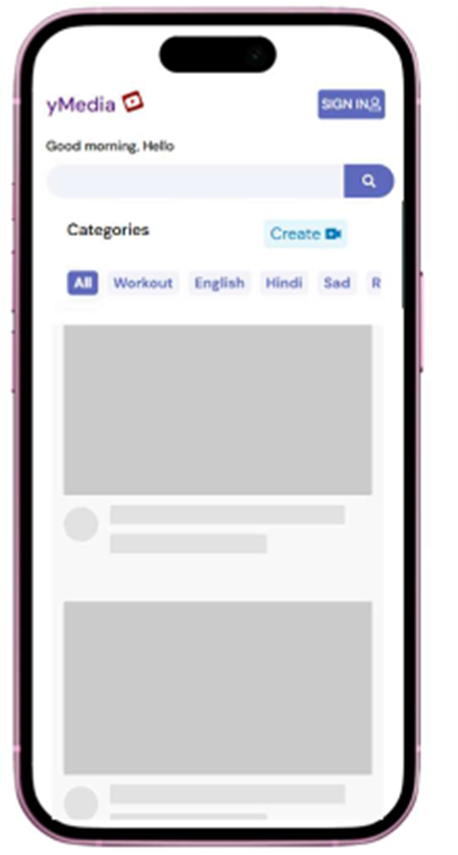 yMedia
SIGN IN
Good morning, Hello
Categories
Create
All Workout English Hindi Sad R